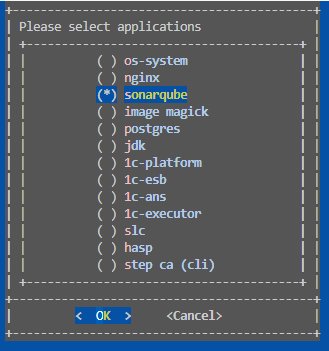 Please select applications
( ) os-system
( ) nginx
(*) sonarqube
( ) image magick
( ) postgres
( ) jdk
( ) 1c-platform
( ) 1c-esb
( ) 1c-ans
( ) 1c-executor
( ) slc
( ) hasp
( ) step ca (cli)
< OK > <Cancel>